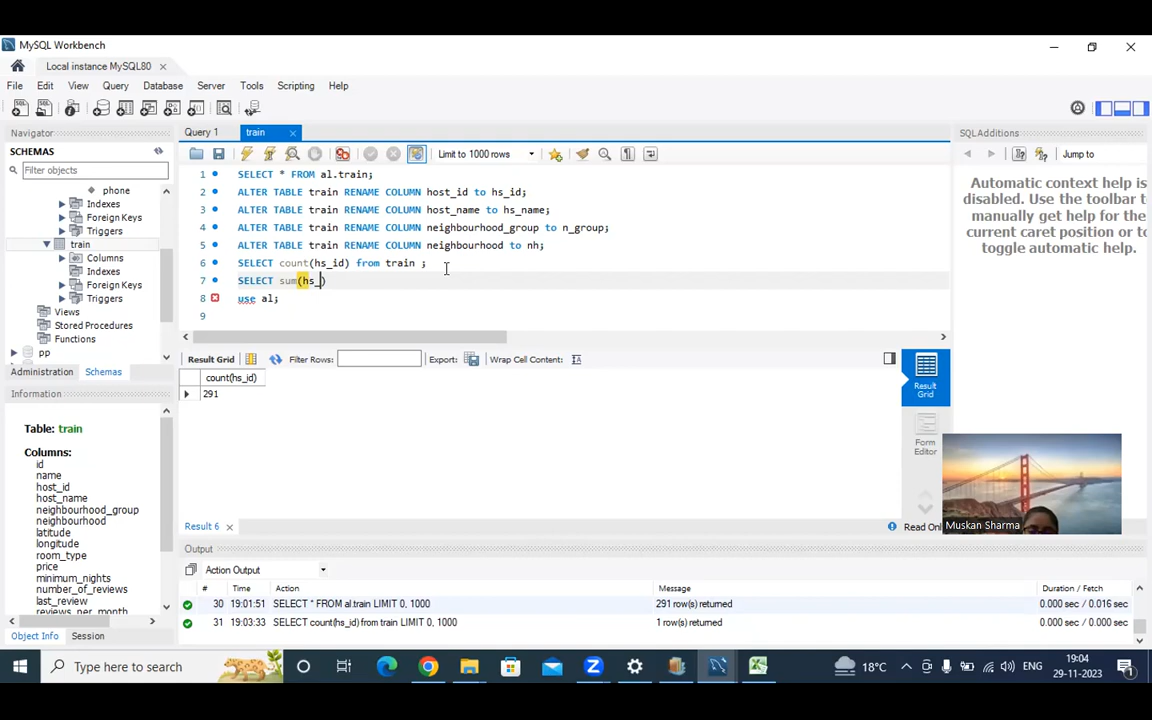 MySQL Workbench
Local instance MySQL80
File Edit View Query Database Server Tools Scripting Help
Navigator
SCHEMAS
Filter objects
phone
Indexes
Foreign Keys
Triggers
train
Columns
Indexes
Foreign Keys
Triggers
Views
Stored Procedures
Functions
pp
Administration Schemas
Information
Table: train
Columns:
id
name
host_id
host_name
neighbourhood_group
neighbourhood
latitude
longitude
room_type
price
minimum_nights
number_of_reviews
last_review
reviews_per_month
Object Info Session
Query 1 train
Limit to 1000 rows
1 SELECT * FROM al.train;
2 ALTER TABLE train RENAME COLUMN host_id to hs_id;
3 ALTER TABLE train RENAME COLUMN host_name to hs_name;
4 ALTER TABLE train RENAME COLUMN neighbourhood_group to n_group;
5 ALTER TABLE train RENAME COLUMN neighbourhood to nh;
6 SELECT count(hs_id) from train ;
7 SELECT sum(hs_)
8 use al;
9
Result Grid Filter Rows: Export: Wrap Cell Content:
count(hs_id)
291
Result Grid
Form Editor
Result 6
Read Onl
Output
Action Output
# Time Action Message Duration / Fetch
30 19:01:51 SELECT * FROM al.train LIMIT 0, 1000 291 row(s) returned 0.000 sec / 0.016 sec
31 19:03:33 SELECT count(hs_id) from train LIMIT 0, 1000 1 row(s) returned 0.000 sec / 0.000 sec
SQLAdditions
Jump to
Automatic context help is
disabled. Use the toolbar to
manually get help for the
current caret position or to
toggle automatic help.
Muskan Sharma
Type here to search
18°C ENG 19:04
29-11-2023 1